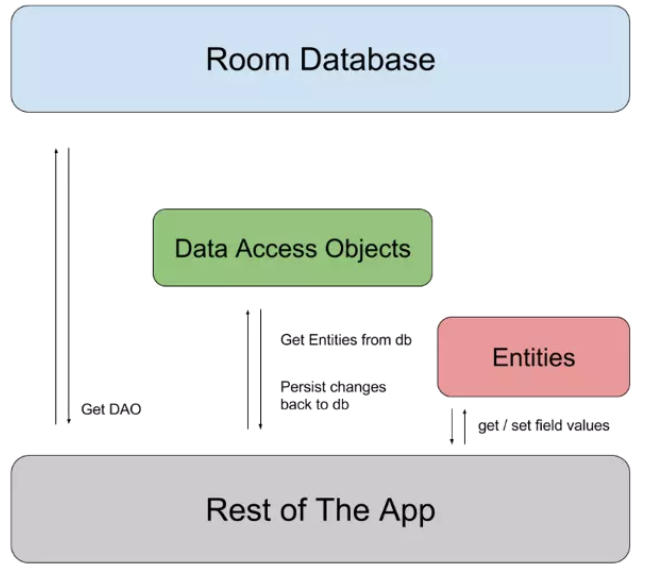 Room Database
Data Access Objects
Get Entities from db
Entities
Persist changes
back to db
Get DAO
get / set field values
Rest of The App